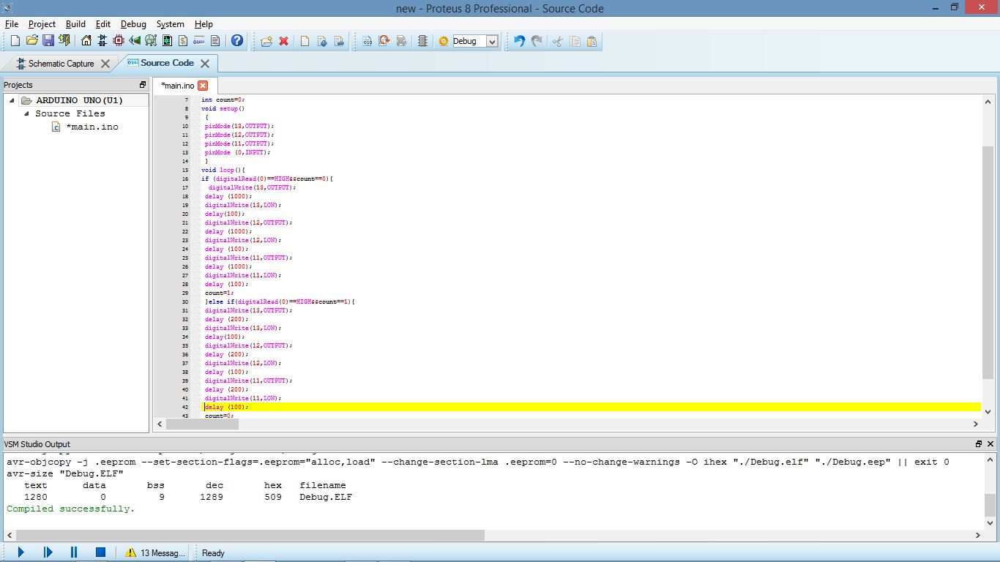 new - Proteus 8 Professional - Source Code
File Project Build Edit Debug System Help
Debug
Schematic Capture
Source Code
Projects
ARDUINO UNO(U1)
Source Files
*main.ino
*main.ino
7 int count=0;
8 void setup()
9 {
10 pinMode(13,OUTPUT);
11 pinMode(12,OUTPUT);
12 pinMode(11,OUTPUT);
13 pinMode (0,INPUT);
14 }
15 void loop(){
16 if (digitalRead(0)==HIGH&&count==0){
17 digitalWrite(13,OUTPUT);
18 delay (1000);
19 digitalWrite(13,LOW);
20 delay(100);
21 digitalWrite(12,OUTPUT);
22 delay (1000);
23 digitalWrite(12,LOW);
24 delay (100);
25 digitalWrite(11,OUTPUT);
26 delay (1000);
27 digitalWrite(11,LOW);
28 delay (100);
29 count=1;
30 }else if(digitalRead(0)==HIGH&&count==1){
31 digitalWrite(13,OUTPUT);
32 delay (200);
33 digitalWrite(13,LOW);
34 delay(100);
35 digitalWrite(12,OUTPUT);
36 delay (200);
37 digitalWrite(12,LOW);
38 delay (100);
39 digitalWrite(11,OUTPUT);
40 delay (200);
41 digitalWrite(11,LOW);
42 delay (100);
43 count=0;
VSM Studio Output
avr-objcopy -j .eeprom --set-section-flags=.eeprom="alloc,load" --change-section-lma .eeprom=0 --no-change-warnings -O ihex "./Debug.elf" "./Debug.eep" || exit 0
avr-size "Debug.ELF"
text data bss dec hex filename
1280 0 9 1289 509 Debug.ELF
Compiled successfully.
13 Messag... Ready